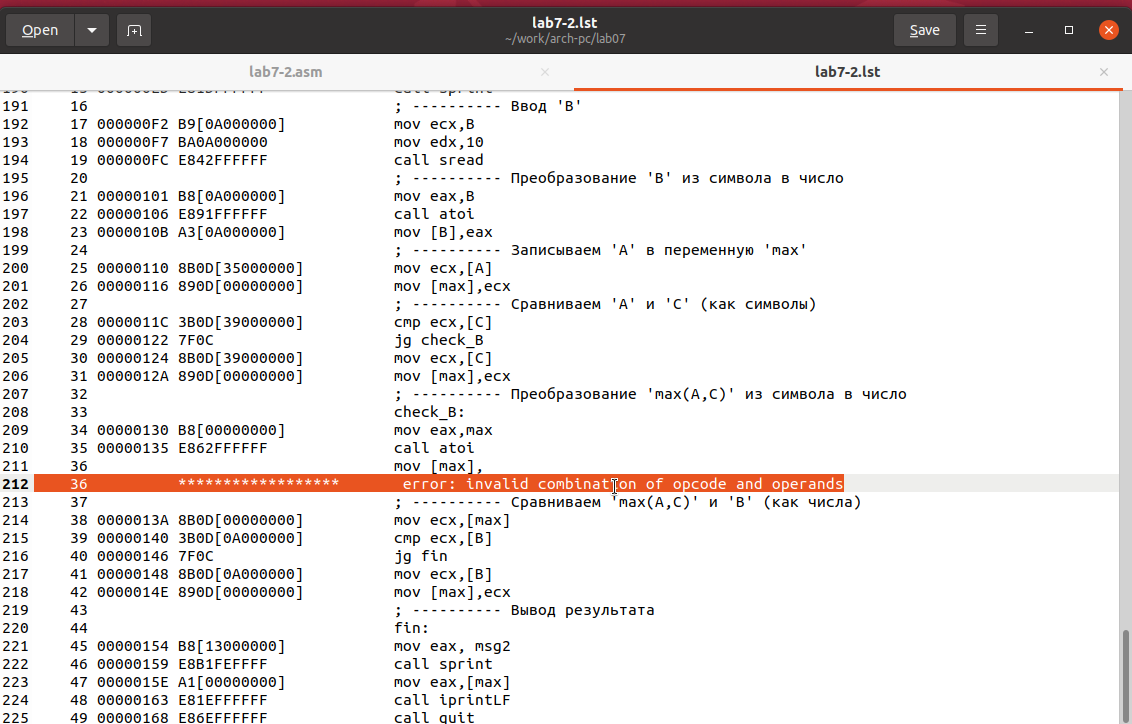 Open
lab7-2.lst
~/work/arch-pc/lab07
Save
lab7-2.asm
lab7-2.lst
191 16 ; ---------- Ввод 'B'
192 17 000000F2 B9[0A000000] mov ecx,B
193 18 000000F7 BA0A000000 mov edx,10
194 19 000000FC E842FFFFFF call sread
195 20 ; ---------- Преобразование 'B' из символа в число
196 21 00000101 B8[0A000000] mov eax,B
197 22 00000106 E891FFFFFF call atoi
198 23 0000010B A3[0A000000] mov [B],eax
199 24 ; ---------- Записываем 'A' в переменную 'max'
200 25 00000110 8B0D[35000000] mov ecx,[A]
201 26 00000116 890D[00000000] mov [max],ecx
202 27 ; ---------- Сравниваем 'A' и 'С' (как символы)
203 28 0000011C 3B0D[39000000] cmp ecx,[C]
204 29 00000122 7F0C jg check_B
205 30 00000124 8B0D[39000000] mov ecx,[C]
206 31 0000012A 890D[00000000] mov [max],ecx
207 32 ; ---------- Преобразование 'max(A,C)' из символа в число
208 33 check_B:
209 34 00000130 B8[00000000] mov eax,max
210 35 00000135 E862FFFFFF call atoi
211 36 mov [max],
212 36 ****************** error: invalid combination of opcode and operands
213 37 ; ---------- Сравниваем 'max(A,C)' и 'B' (как числа)
214 38 0000013A 8B0D[00000000] mov ecx,[max]
215 39 00000140 3B0D[0A000000] cmp ecx,[B]
216 40 00000146 7F0C jg fin
217 41 00000148 8B0D[0A000000] mov ecx,[B]
218 42 0000014E 890D[00000000] mov [max],ecx
219 43 ; ---------- Вывод результата
220 44 fin:
221 45 00000154 B8[13000000] mov eax, msg2
222 46 00000159 E8B1FEFFFF call sprint
223 47 0000015E A1[00000000] mov eax,[max]
224 48 00000163 E81EFFFFFF call iprintLF
225 49 00000168 E86EFFFFFF call quit